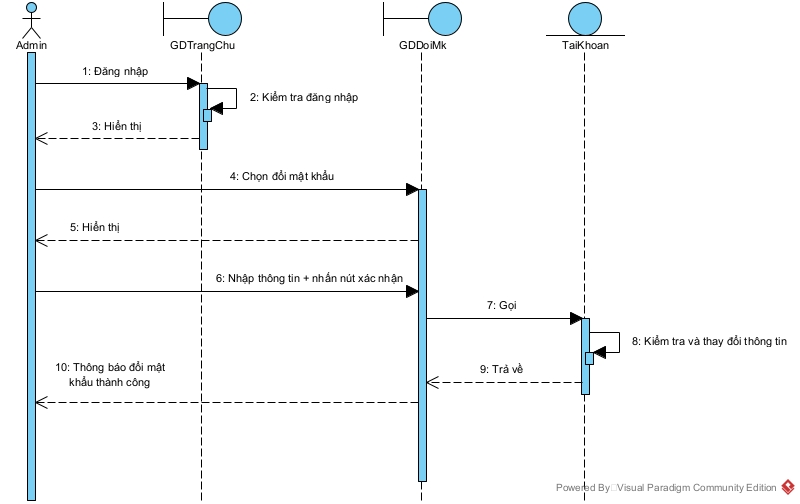 Admin
GDTrangChu
GDDoiMk
TaiKhoan
1: Đăng nhập
2: Kiểm tra đăng nhập
3: Hiển thị
4: Chọn đổi mật khẩu
5: Hiển thị
6: Nhập thông tin + nhấn nút xác nhận
7: Gọi
8: Kiểm tra và thay đổi thông tin
9: Trả về
10: Thông báo đổi mật
khẩu thành công
Powered By Visual Paradigm Community Edition